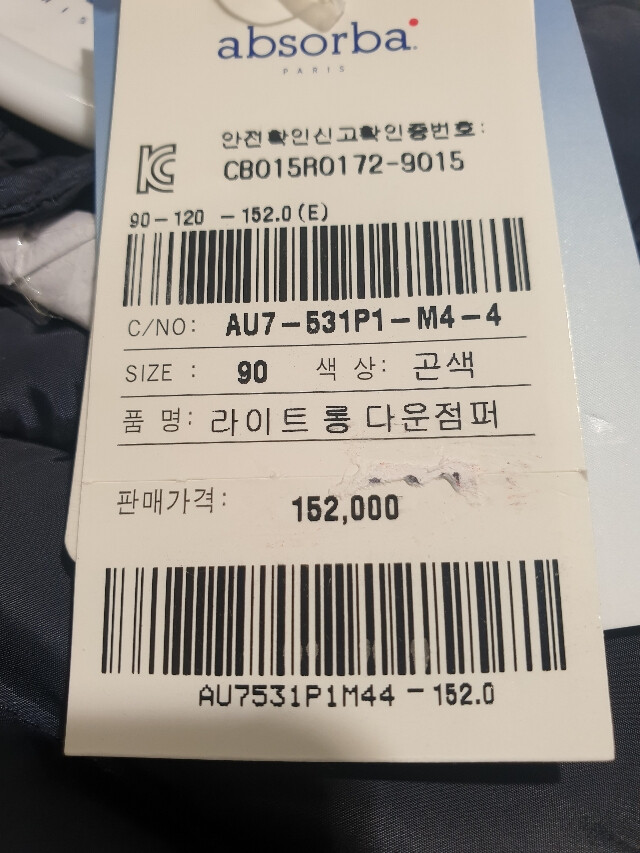 absorba
PARIS
안전확인신고확인증번호:
CB015R0172-9015
90-120 -152.0(E)
C/NO: AU7-531P1-M4-4
SIZE : 90 색 상: 곤색
품 명: 라이트 롱 다운점퍼
판매가격: 152,000
AU7531P1M44-152.0